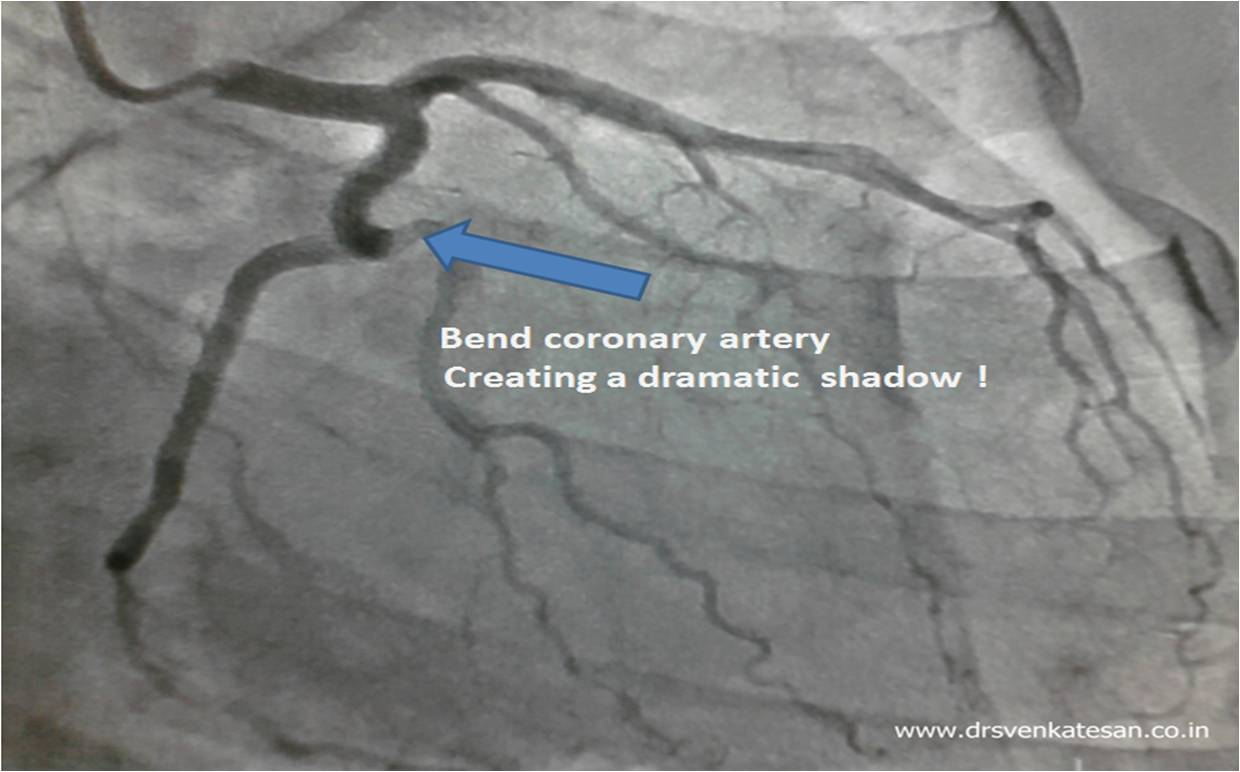 Bend coronary artery
Creating a dramatic shadow !
www.drsvenkatesan.co.in